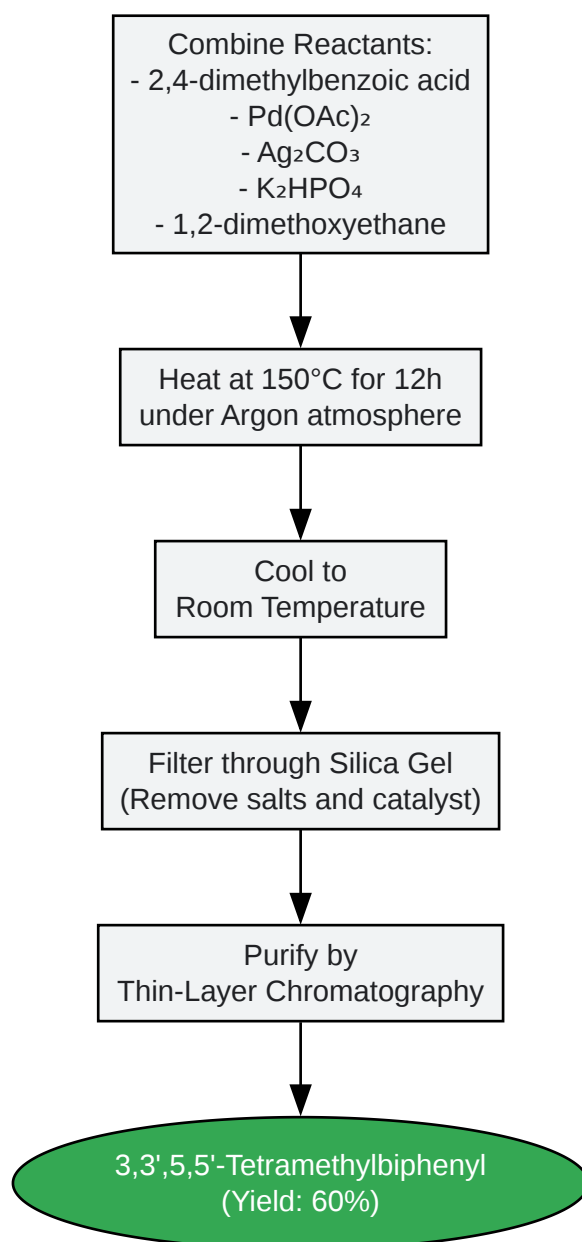 Combine Reactants:
- 2,4-dimethylbenzoic acid
- Pd(OAc)₂
- Ag₂CO₃
- K₂HPO₄
- 1,2-dimethoxyethane
Heat at 150°C for 12h
under Argon atmosphere
Cool to
Room Temperature
Filter through Silica Gel
(Remove salts and catalyst)
Purify by
Thin-Layer Chromatography
3,3',5,5'-Tetramethylbiphenyl
(Yield: 60%)